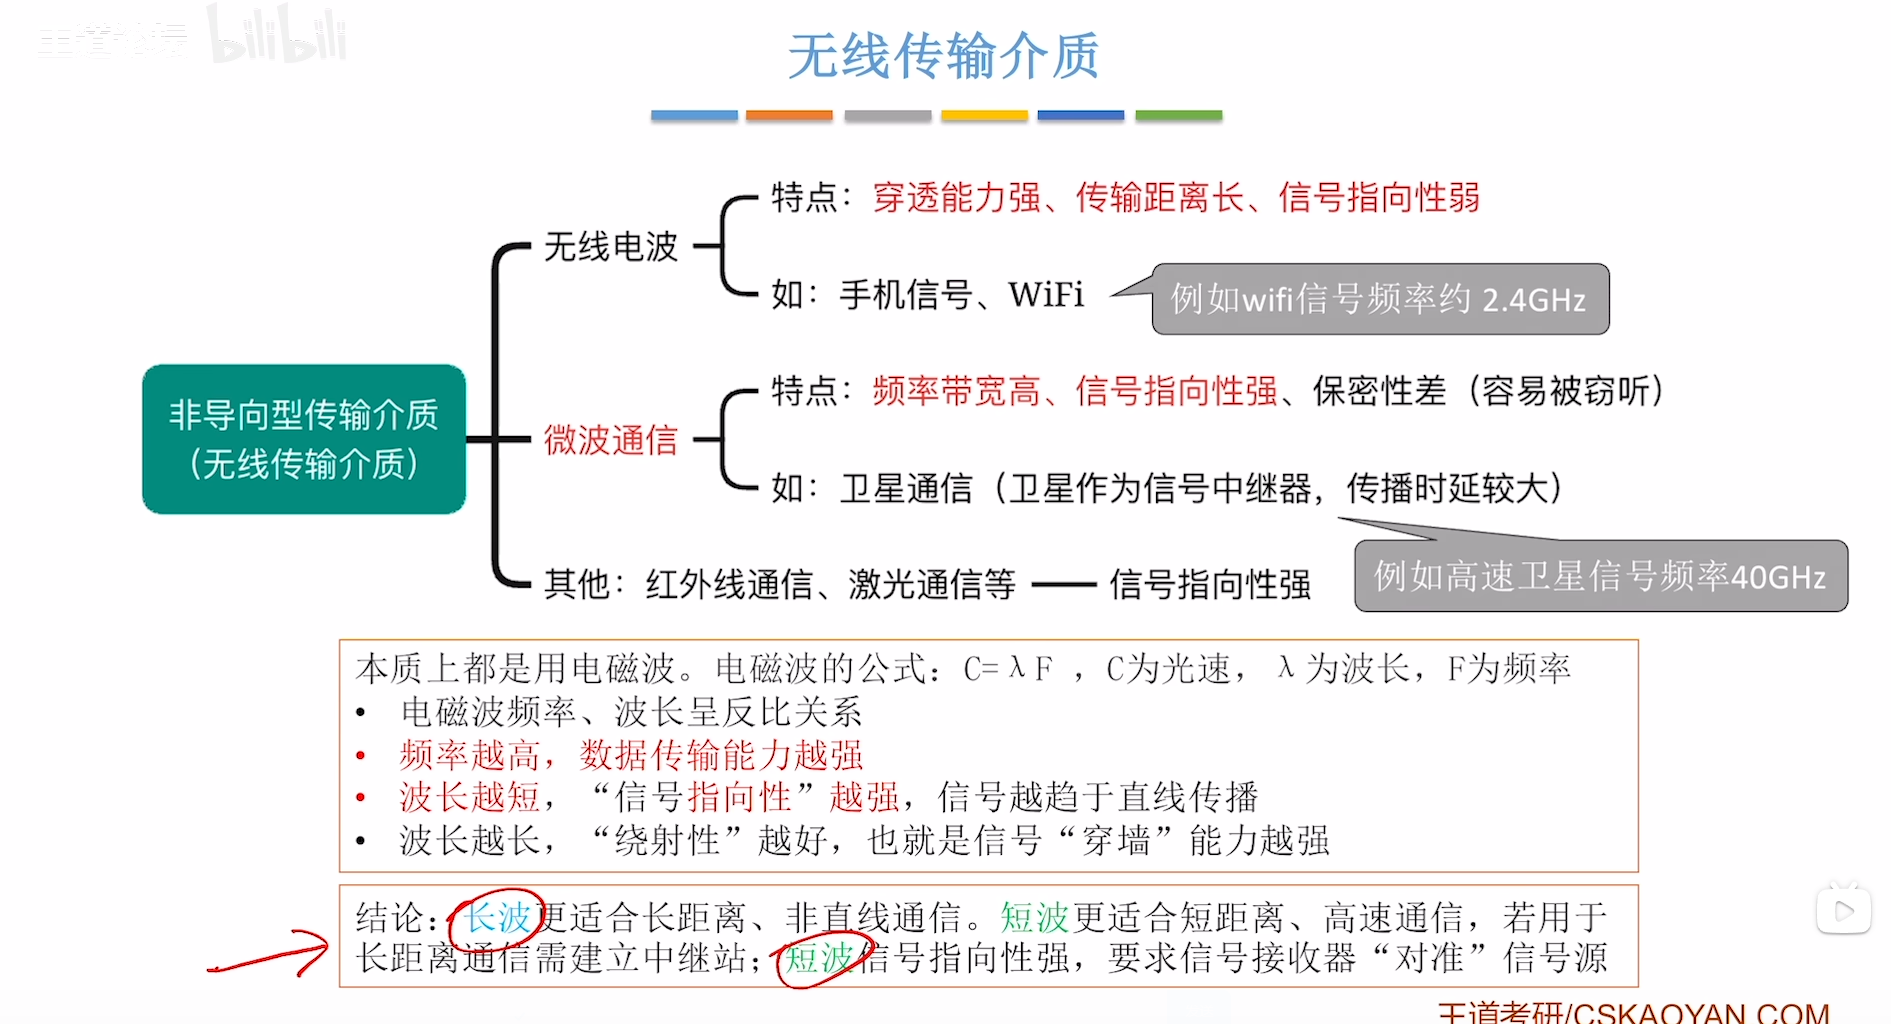 bilibili
无线传输介质
特点：穿透能力强、传输距离长、信号指向性弱
无线电波
如：手机信号、WiFi
例如wifi信号频率约 2.4GHz
特点：频率带宽高、信号指向性强、保密性差（容易被窃听）
非导向型传输介质
（无线传输介质）
微波通信
如：卫星通信（卫星作为信号中继器，传播时延较大）
其他：红外线通信、激光通信等
信号指向性强
例如高速卫星信号频率40GHz
本质上都是用电磁波。电磁波的公式：C=λF ，C为光速，λ为波长，F为频率
• 电磁波频率、波长呈反比关系
• 频率越高，数据传输能力越强
• 波长越短，“信号指向性”越强，信号越趋于直线传播
• 波长越长，“绕射性”越好，也就是信号“穿墙”能力越强
结论：长波更适合长距离、非直线通信。短波更适合短距离、高速通信，若用于
长距离通信需建立中继站；短波信号指向性强，要求信号接收器“对准”信号源
王道考研/CSKAOYAN.COM